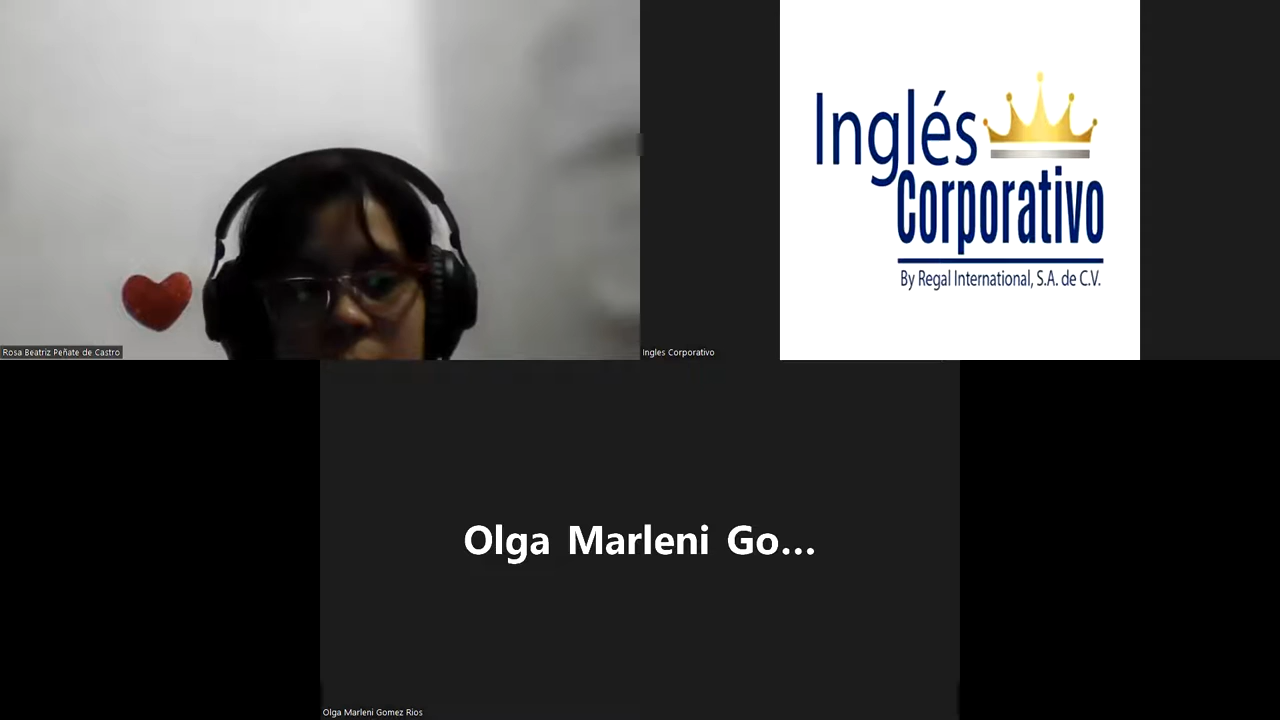 Inglés
Corporativo
By Regal International, S.A. de C.V.
Rosa Beatriz Peñate de Castro
Ingles Corporativo
Olga Marleni Go...
Olga Marleni Gomez Rios